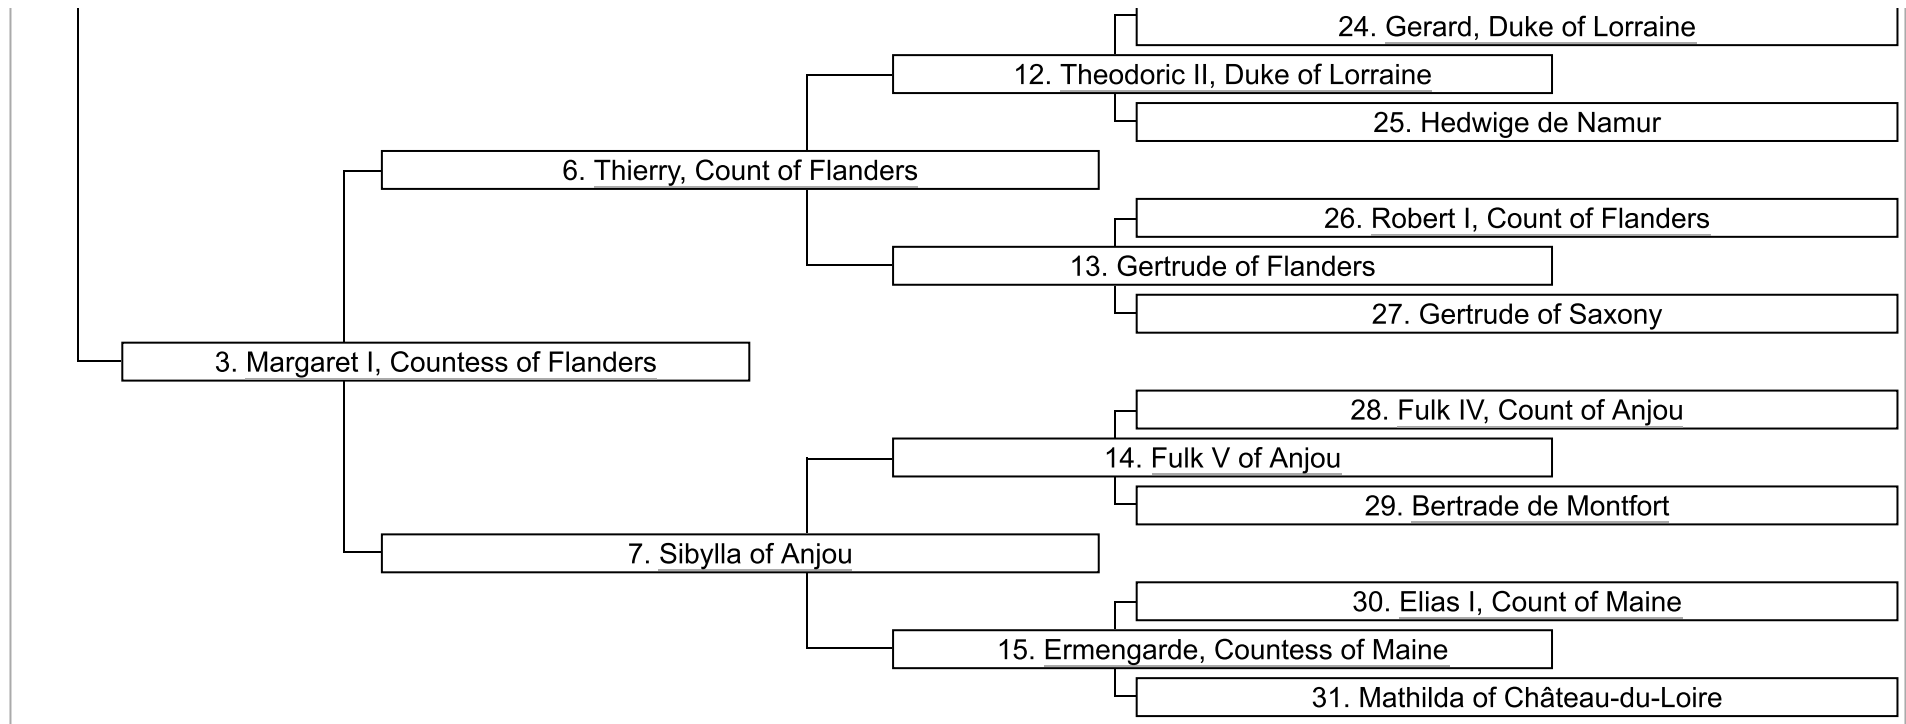 24. Gerard, Duke of Lorraine
12. Theodoric II, Duke of Lorraine
25. Hedwige de Namur
6. Thierry, Count of Flanders
26. Robert I, Count of Flanders
13. Gertrude of Flanders
27. Gertrude of Saxony
3. Margaret I, Countess of Flanders
28. Fulk IV, Count of Anjou
14. Fulk V of Anjou
29. Bertrade de Montfort
7. Sibylla of Anjou
30. Elias I, Count of Maine
15. Ermengarde, Countess of Maine
31. Mathilda of Château-du-Loire